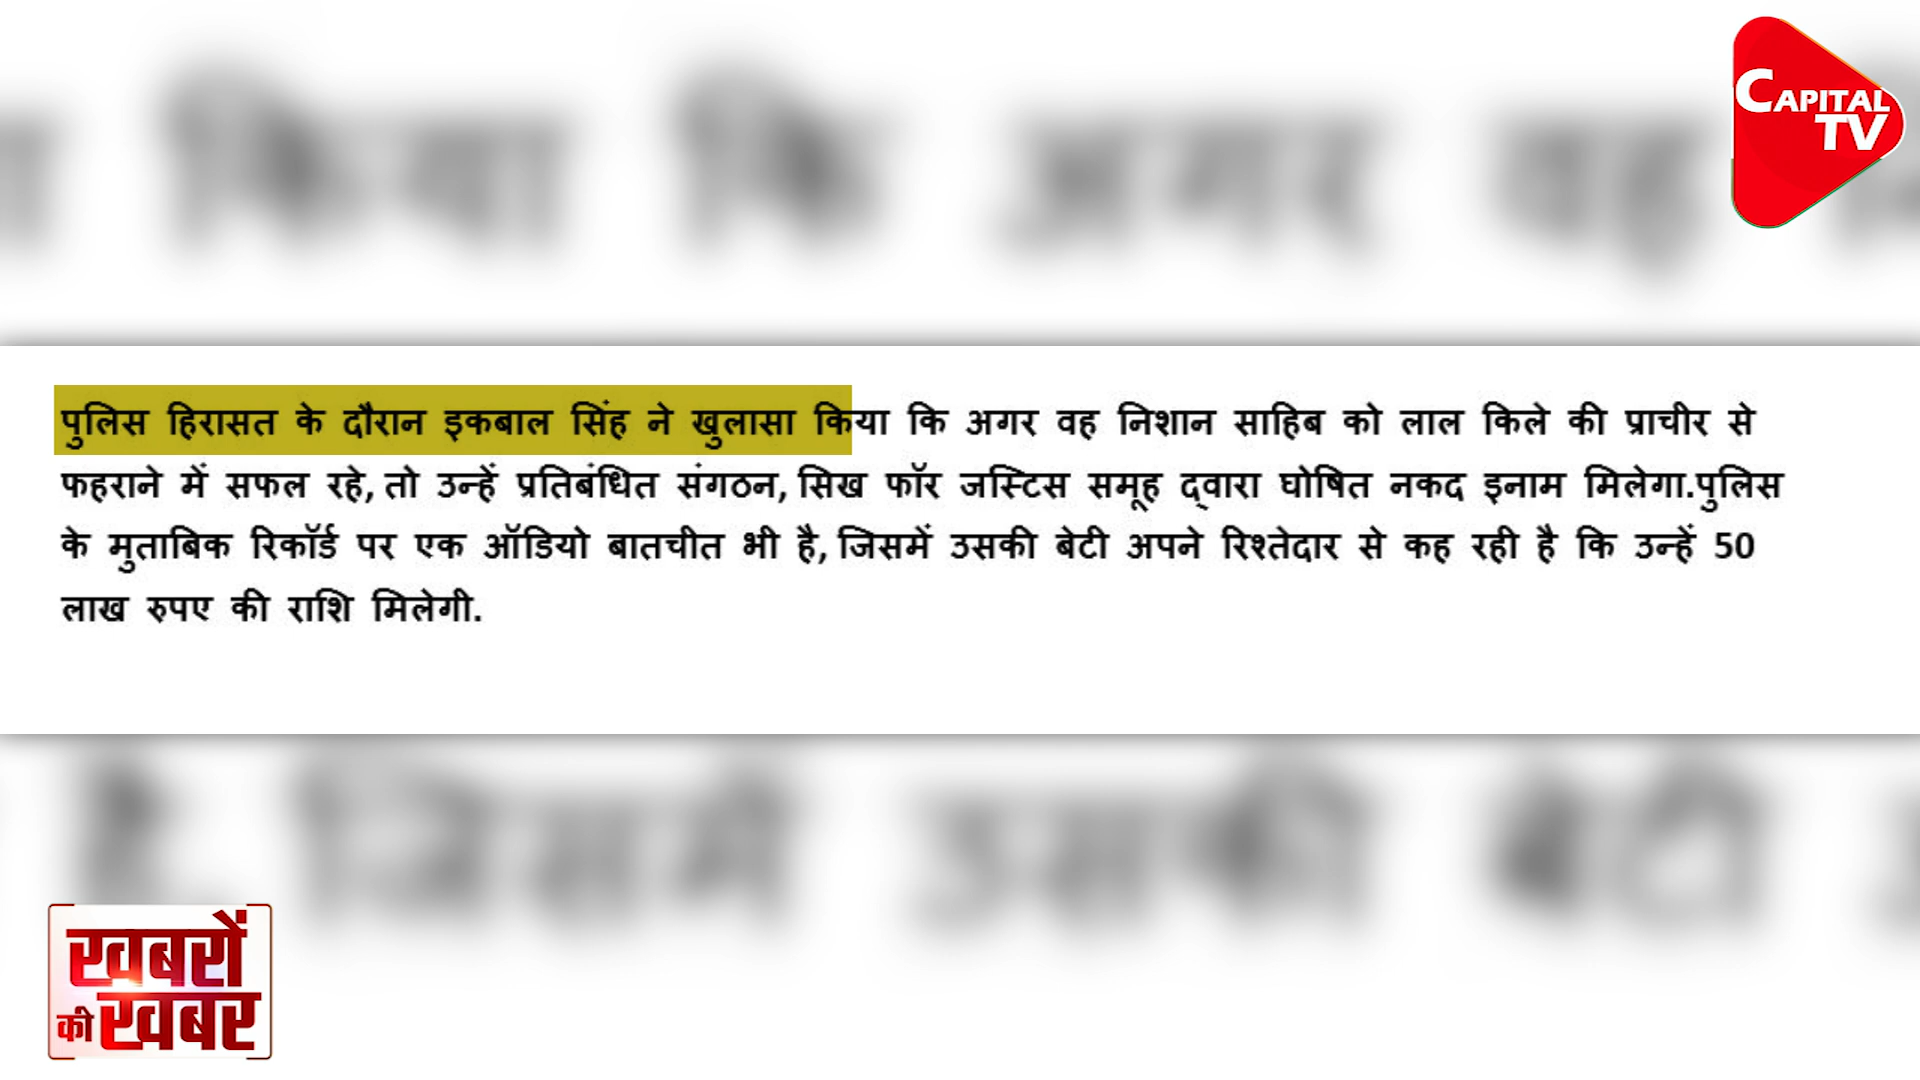 CAPITAL
TV
पुलिस हिरासत के दौरान इकबाल सिंह ने खुलासा किया कि अगर वह निशान साहिब को लाल किले की प्राचीर से
फहराने में सफल रहे, तो उन्हें प्रतिबंधित संगठन, सिख फॉर जस्टिस समूह द्वारा घोषित नकद इनाम मिलेगा.पुलिस
के मुताबिक रिकॉर्ड पर एक ऑडियो बातचीत भी है, जिसमें उसकी बेटी अपने रिश्तेदार से कह रही है कि उन्हें 50
लाख रुपए की राशि मिलेगी.
खबरों
की खबर